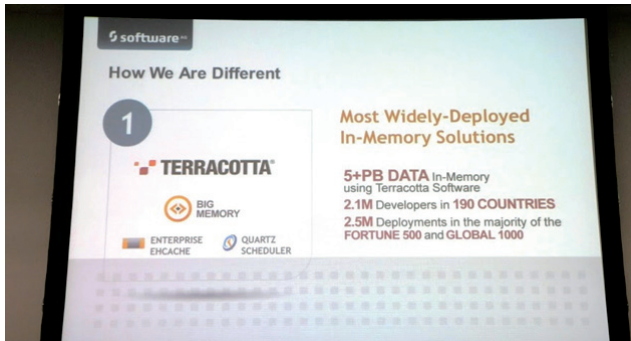 software AG
How We Are Different
1
TERRACOTTA
BIG
MEMORY
ENTERPRISE
EHCACHE
QUARTZ
SCHEDULER
Most Widely-Deployed
In-Memory Solutions
5+PB DATA In-Memory
using Terracotta Software
2.1M Developers in 190 COUNTRIES
2.5M Deployments in the majority of the
FORTUNE 500 and GLOBAL 1000